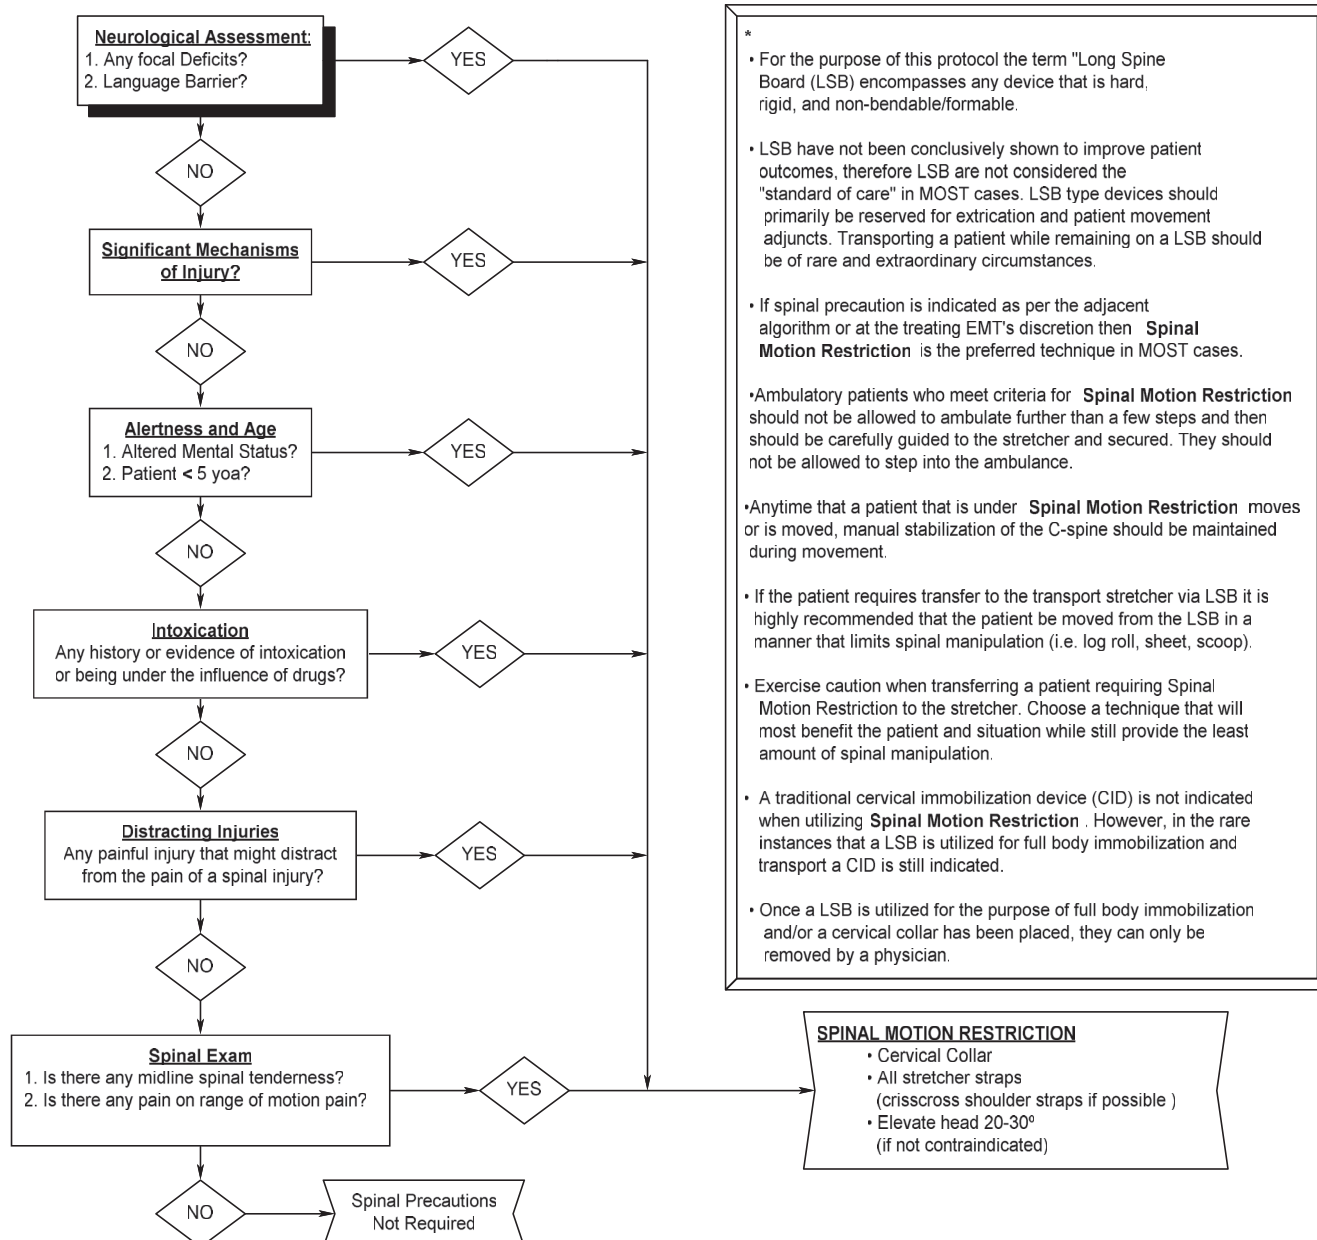 Neurological Assessment:
1. Any focal Deficits?
2. Language Barrier?
YES
NO
Significant Mechanisms
of Injury?
YES
NO
Alertness and Age
1. Altered Mental Status?
2. Patient < 5 yoa?
YES
NO
Intoxication
Any history or evidence of intoxication
or being under the influence of drugs?
YES
NO
Distracting Injuries
Any painful injury that might distract
from the pain of a spinal injury?
YES
NO
Spinal Exam
1. Is there any midline spinal tenderness?
2. Is there any pain on range of motion pain?
YES
NO
Spinal Precautions
Not Required
*
• For the purpose of this protocol the term "Long Spine
Board (LSB) encompasses any device that is hard,
rigid, and non-bendable/formable.
• LSB have not been conclusively shown to improve patient
outcomes, therefore LSB are not considered the
"standard of care" in MOST cases. LSB type devices should
primarily be reserved for extrication and patient movement
adjuncts. Transporting a patient while remaining on a LSB should
be of rare and extraordinary circumstances.
• If spinal precaution is indicated as per the adjacent
algorithm or at the treating EMT's discretion then Spinal
Motion Restriction is the preferred technique in MOST cases.
•Ambulatory patients who meet criteria for Spinal Motion Restriction
should not be allowed to ambulate further than a few steps and then
should be carefully guided to the stretcher and secured. They should
not be allowed to step into the ambulance.
•Anytime that a patient that is under Spinal Motion Restriction moves
or is moved, manual stabilization of the C-spine should be maintained
during movement.
• If the patient requires transfer to the transport stretcher via LSB it is
highly recommended that the patient be moved from the LSB in a
manner that limits spinal manipulation (i.e. log roll, sheet, scoop).
• Exercise caution when transferring a patient requiring Spinal
Motion Restriction to the stretcher. Choose a technique that will
most benefit the patient and situation while still provide the least
amount of spinal manipulation.
• A traditional cervical immobilization device (CID) is not indicated
when utilizing Spinal Motion Restriction . However, in the rare
instances that a LSB is utilized for full body immobilization and
transport a CID is still indicated.
• Once a LSB is utilized for the purpose of full body immobilization
and/or a cervical collar has been placed, they can only be
removed by a physician.
SPINAL MOTION RESTRICTION
• Cervical Collar
• All stretcher straps
(crisscross shoulder straps if possible )
• Elevate head 20-30º
(if not contraindicated)